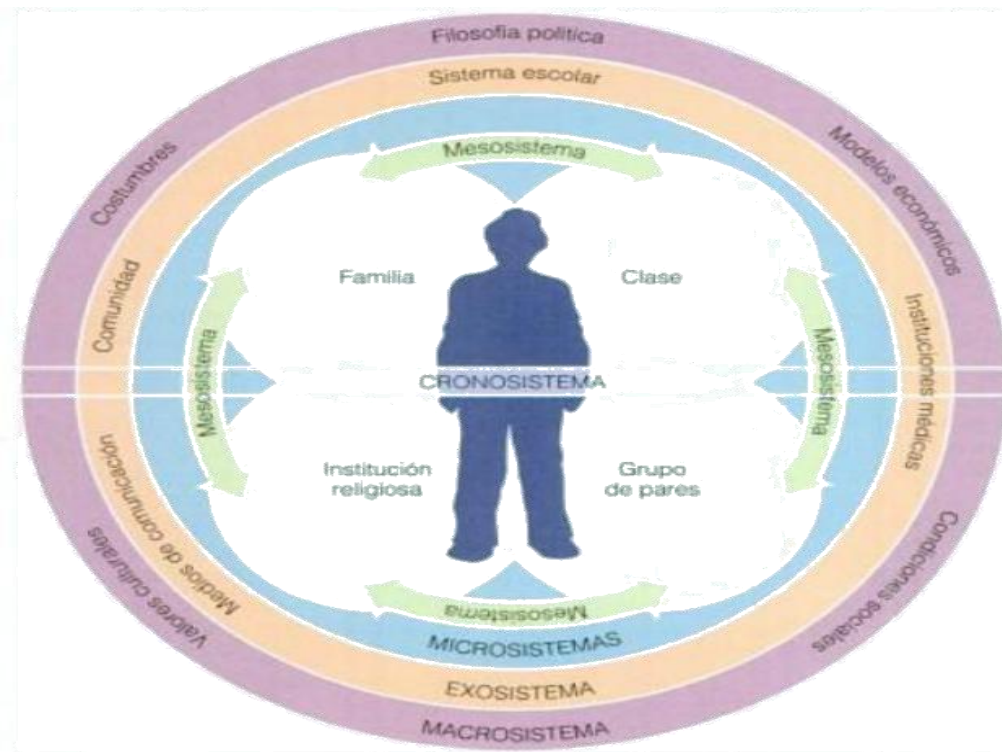 Filosofía política
Sistema escolar
Mesosistema
Costumbres
Modelos económicos
Comunidad
Familia
Clase
Mesosistema
Mesosistema
Instituciones médicas
CRONOSISTEMA
Institución
religiosa
Grupo
de pares
Medios de comunicación
Valores culturales
Condiciones sociales
Mesosistema
MICROSISTEMAS
EXOSISTEMA
MACROSISTEMA